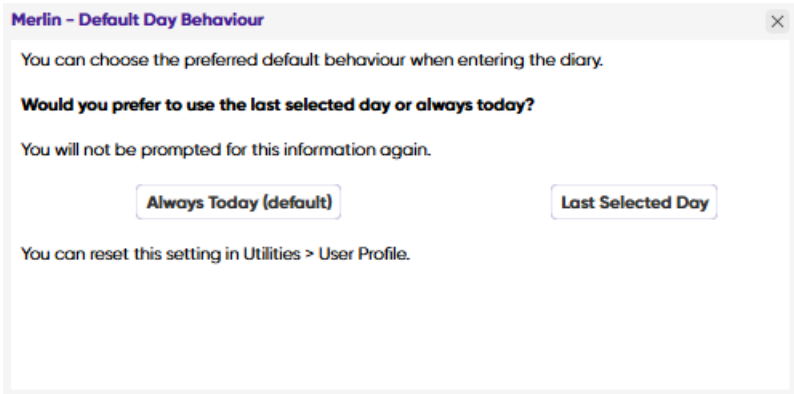 Merlin - Default Day Behaviour
You can choose the preferred default behaviour when entering the diary.
Would you prefer to use the last selected day or always today?
You will not be prompted for this information again.
Always Today (default)
Last Selected Day
You can reset this setting in Utilities > User Profile.